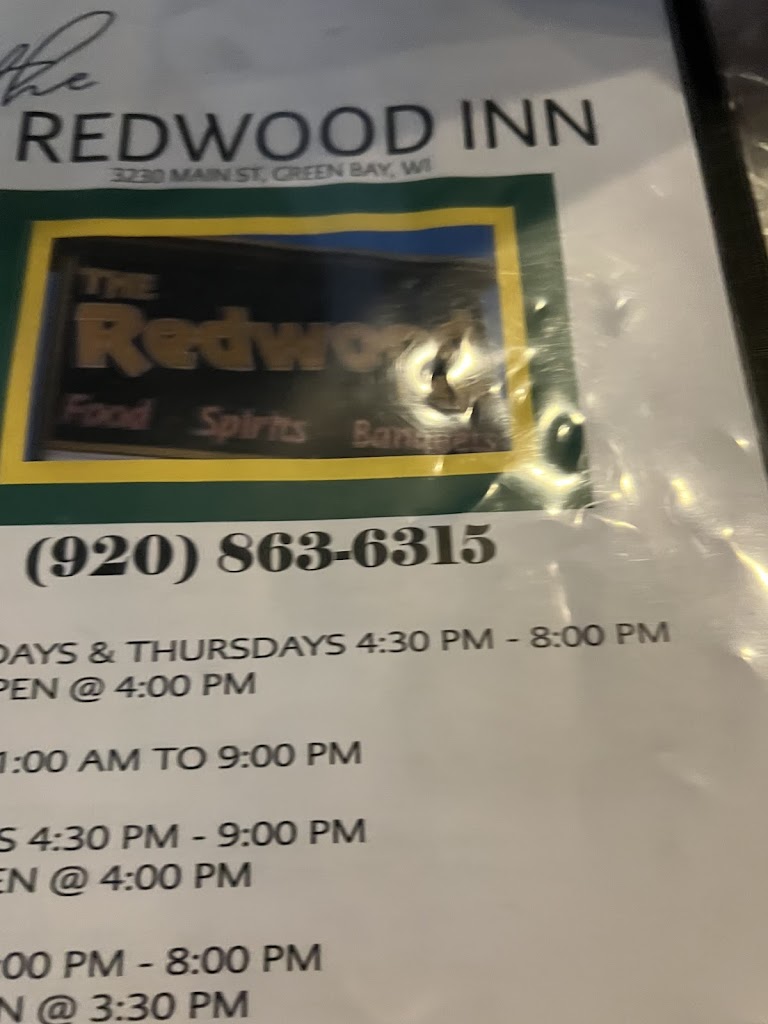 the
REDWOOD INN
3230 MAIN ST, GREEN BAY, WI
THE
Redwood
Food Spirits Banquets
(920) 863-6315
DAYS & THURSDAYS 4:30 PM - 8:00 PM
PEN @ 4:00 PM
1:00 AM TO 9:00 PM
S 4:30 PM - 9:00 PM
EN @ 4:00 PM
:00 PM - 8:00 PM
N @ 3:30 PM